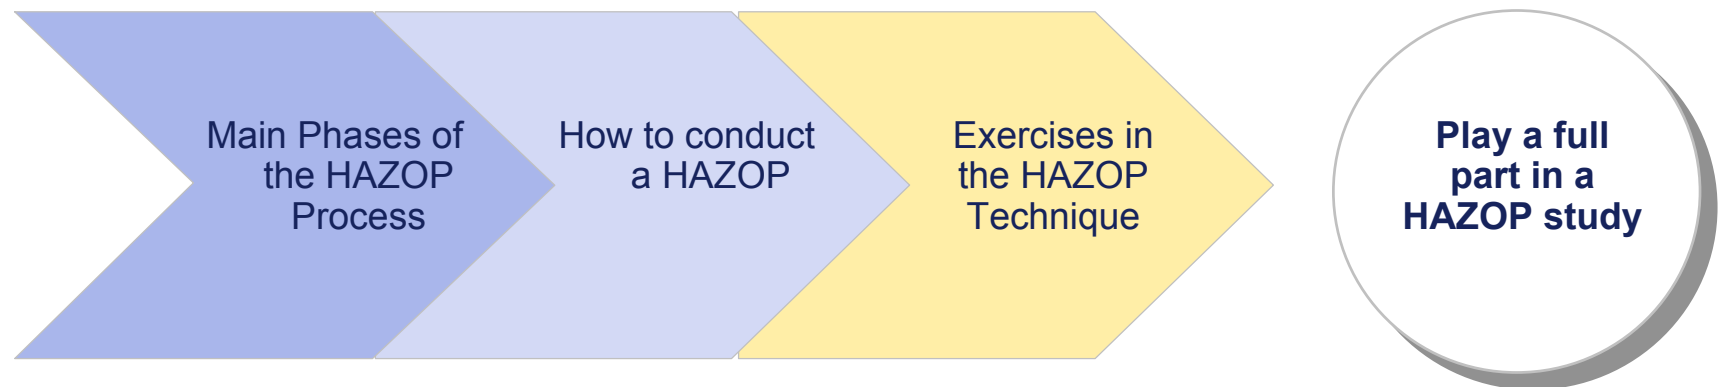 Main Phases of
the HAZOP
Process
How to conduct
a HAZOP
Exercises in
the HAZOP
Technique
Play a full
part in a
HAZOP study